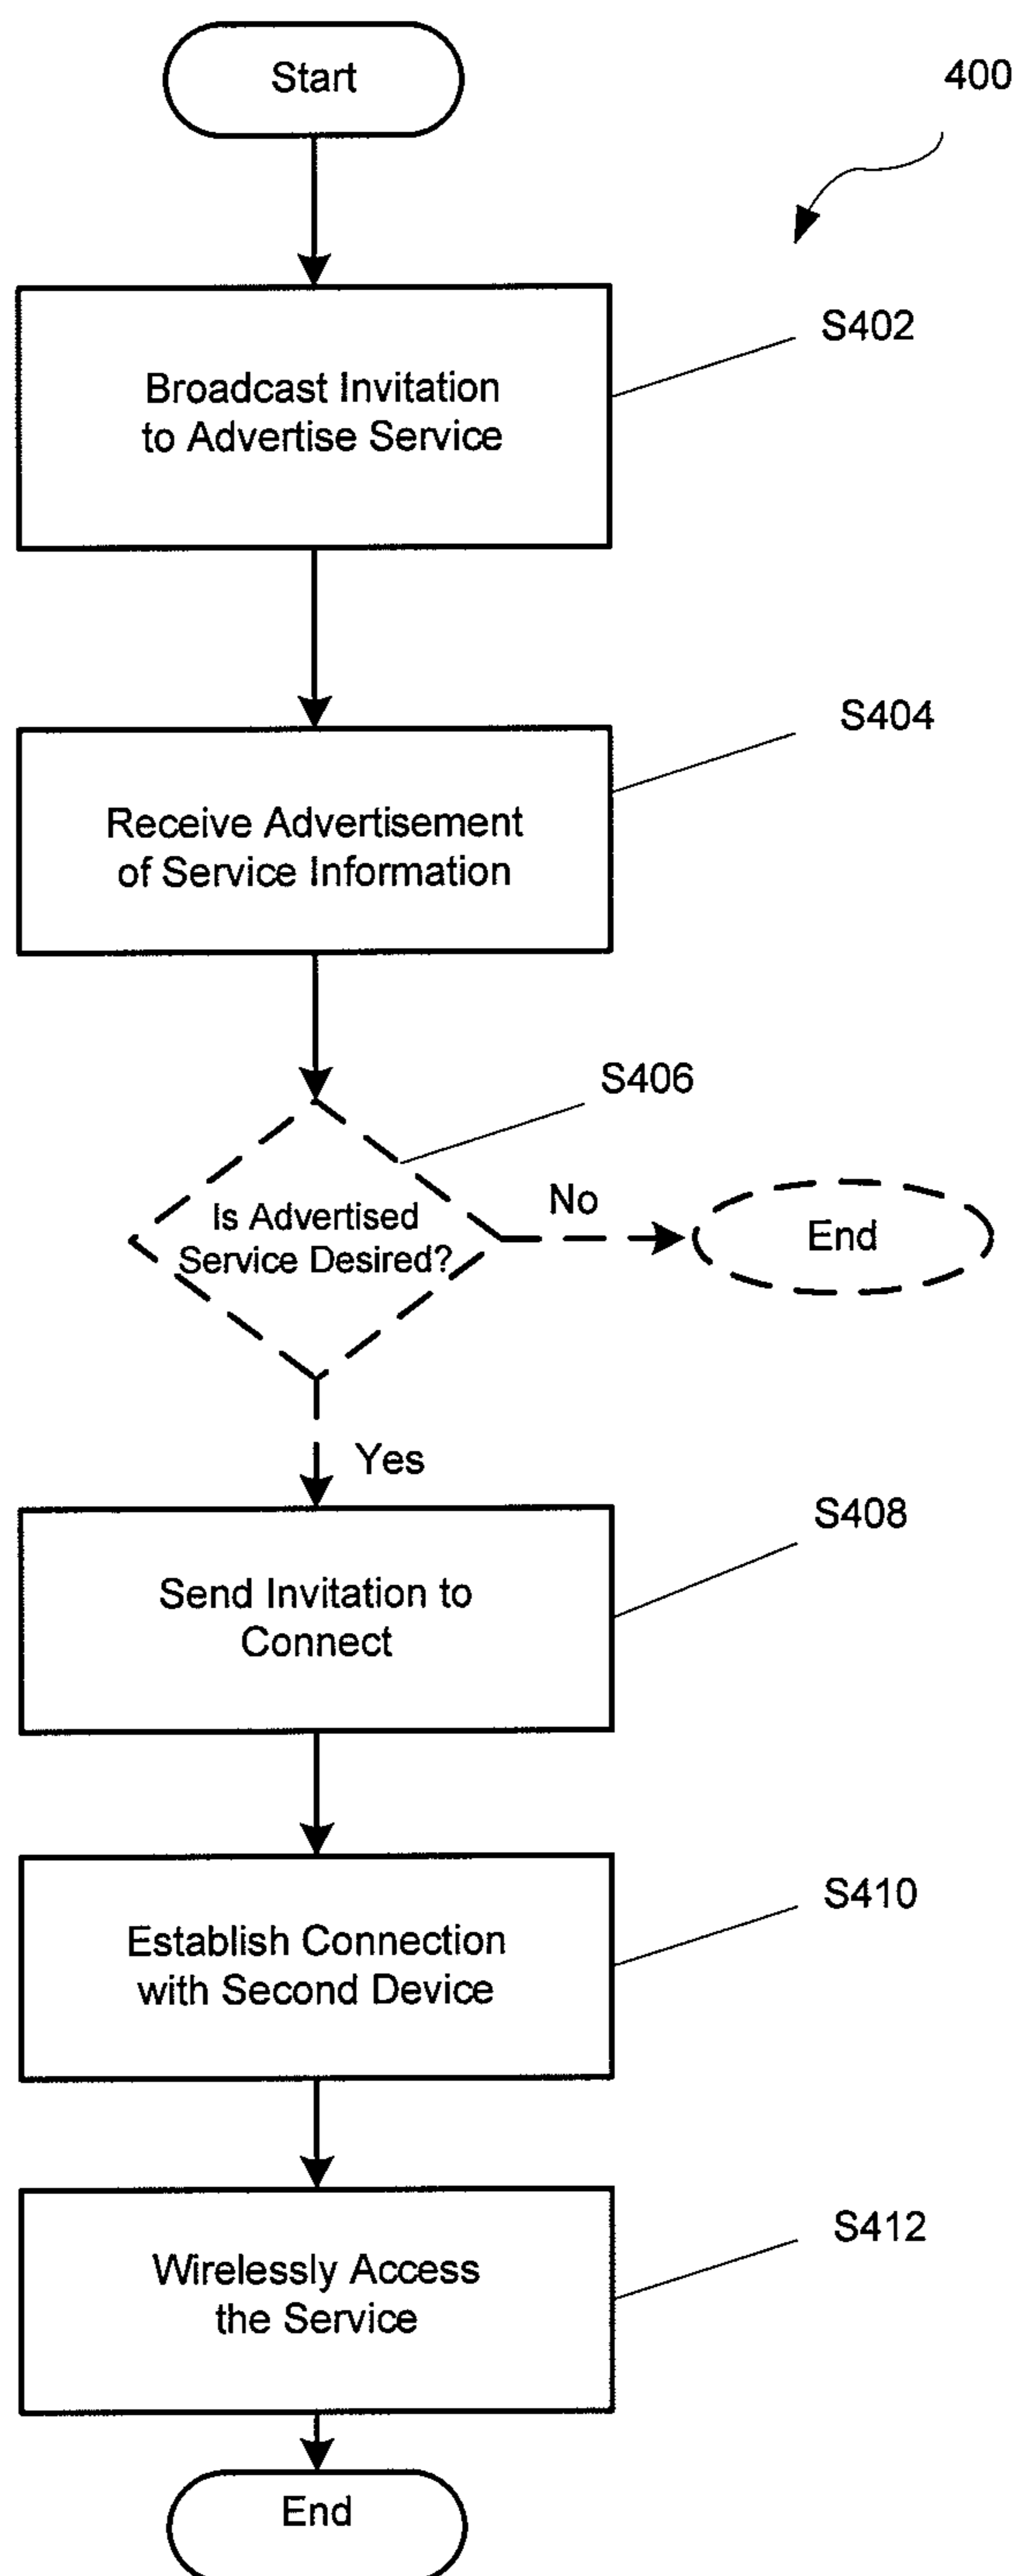 Start
400
S402
Broadcast Invitation
to Advertise Service
S404
Receive Advertisement
of Service Information
S406
Is Advertised
Service Desired?
No
End
Yes
S408
Send Invitation to
Connect
S410
Establish Connection
with Second Device
S412
Wirelessly Access
the Service
End